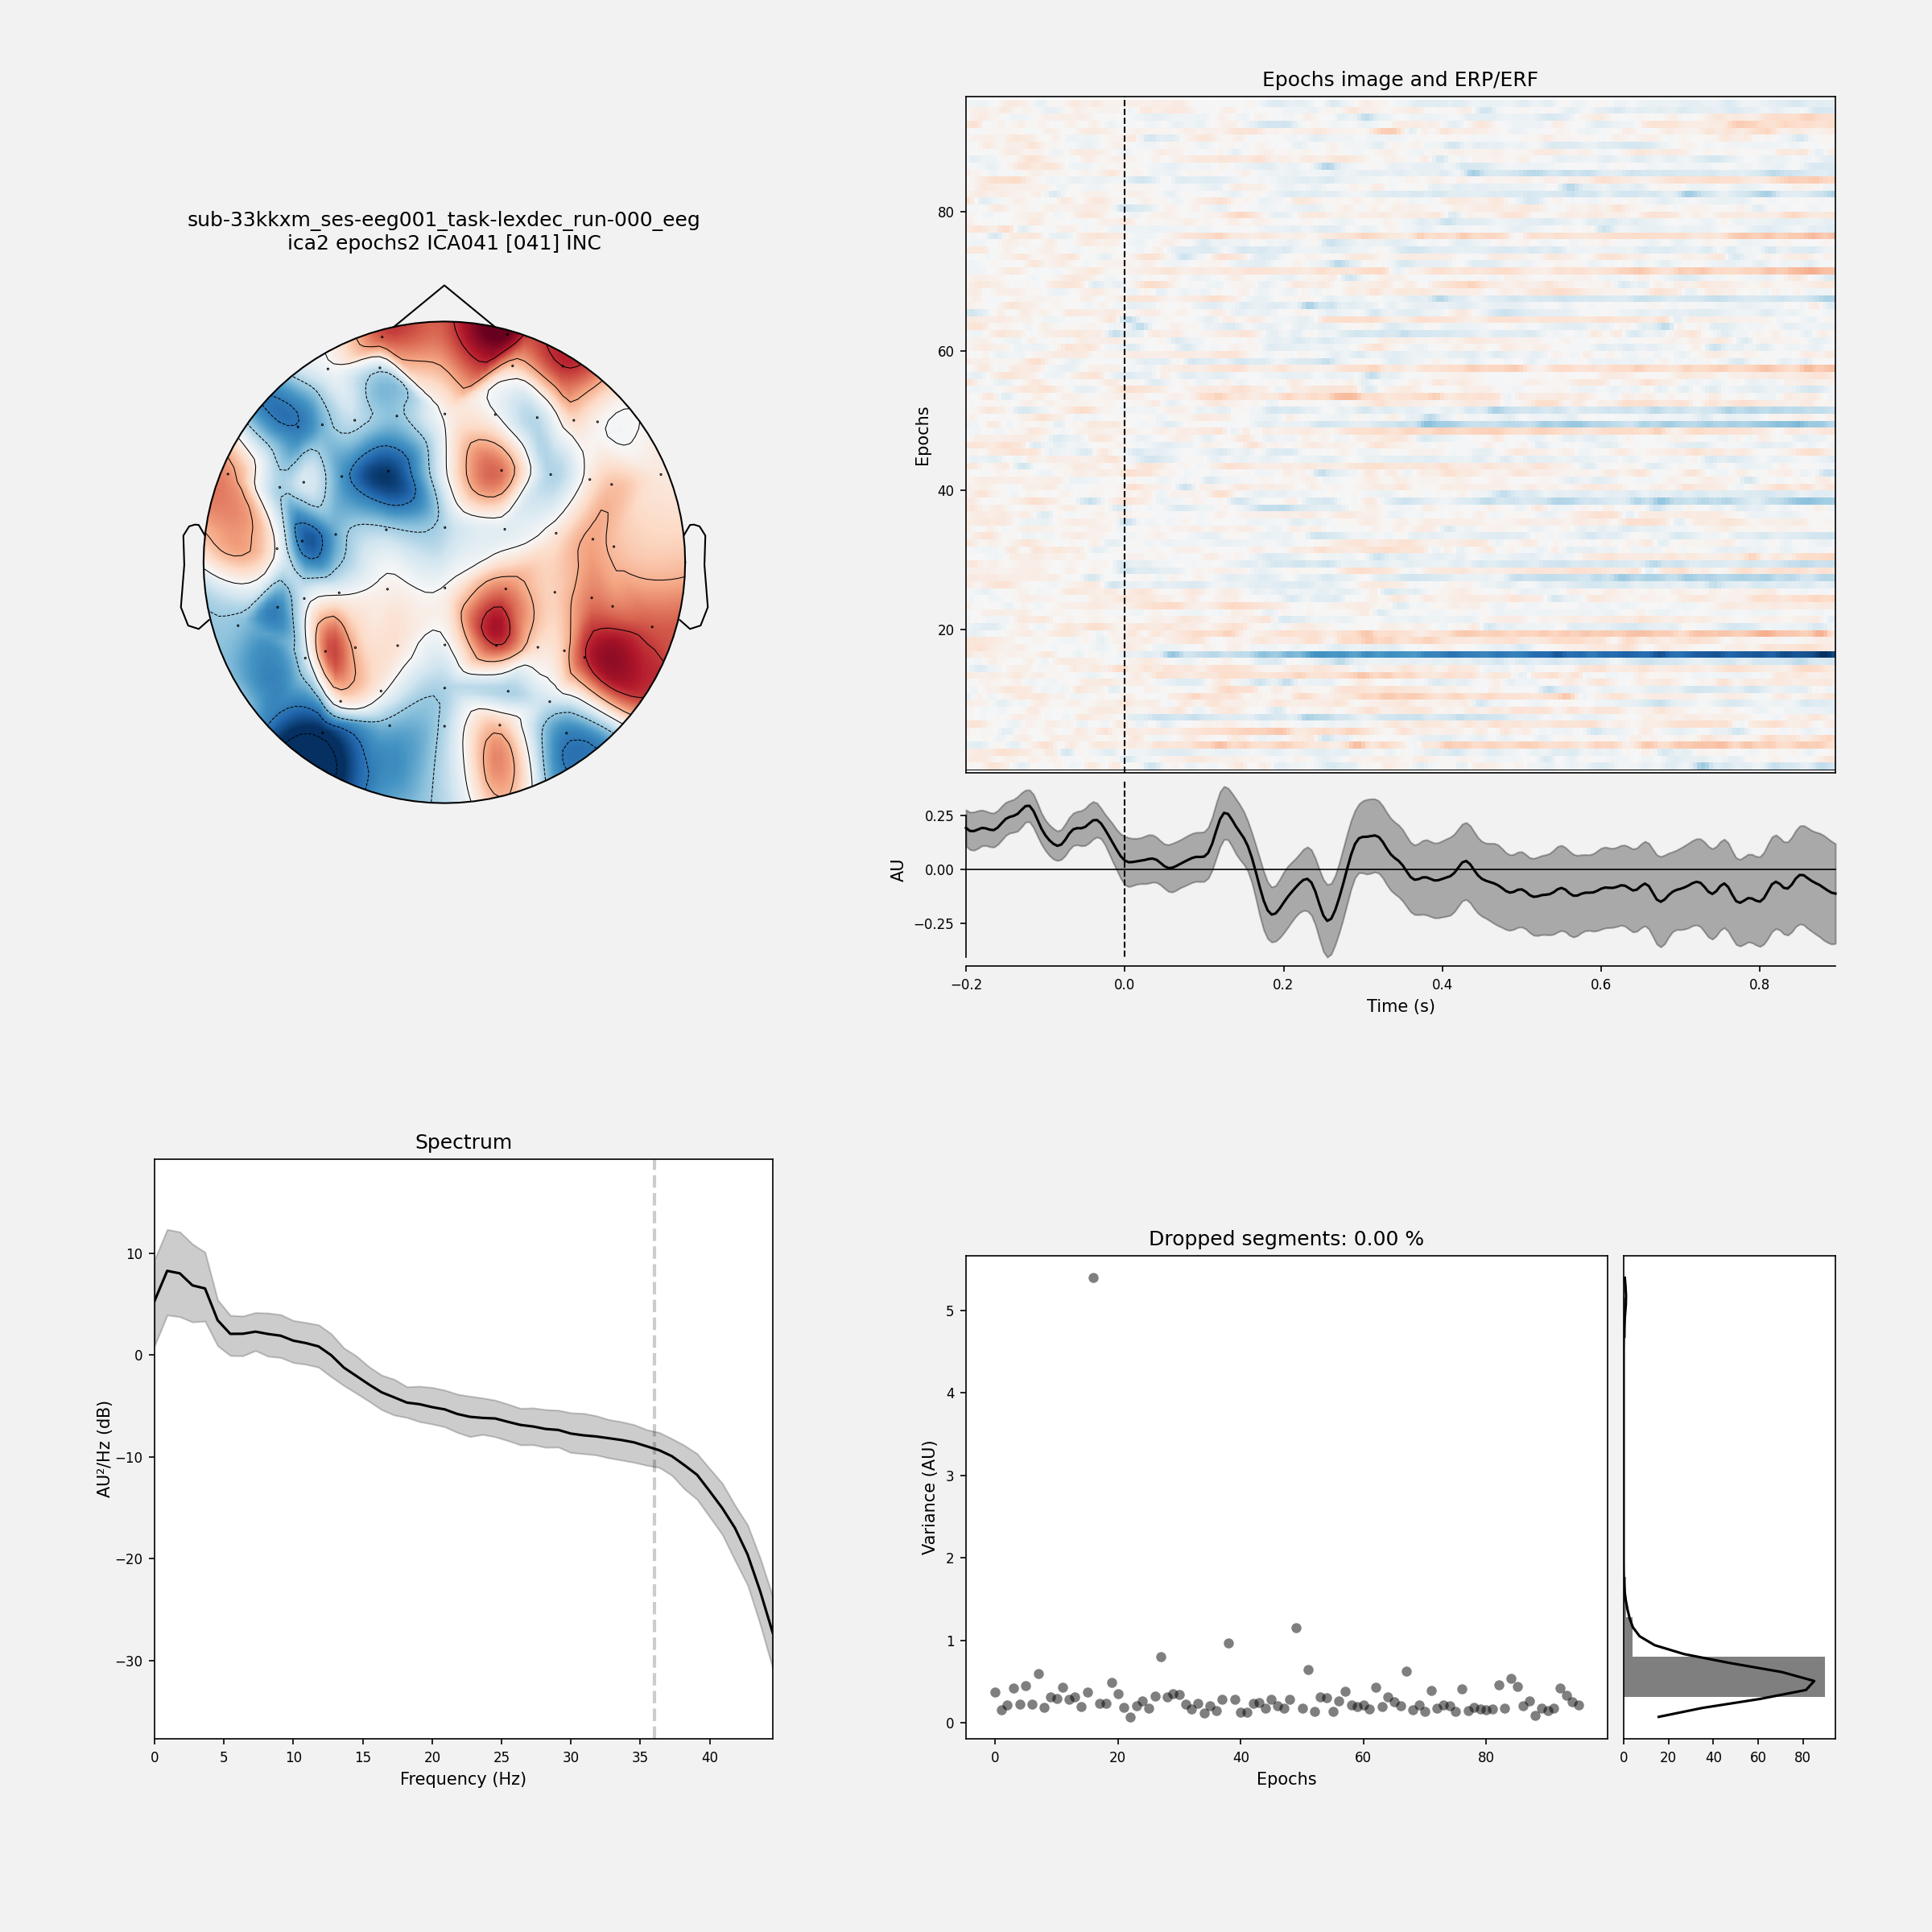 sub-33kkxm_ses-eeg001_task-lexdec_run-000_eeg
ica2 epochs2 ICA041 [041] INC
Epochs image and ERP/ERF
Epochs
80
60
40
20
AU
0.25
0.00
−0.25
−0.2 0.0 0.2 0.4 0.6 0.8
Time (s)
Spectrum
AU²/Hz (dB)
10
0
−10
−20
−30
0 5 10 15 20 25 30 35 40
Frequency (Hz)
Dropped segments: 0.00 %
Variance (AU)
5
4
3
2
1
0
0 20 40 60 80
Epochs
0 20 40 60 80